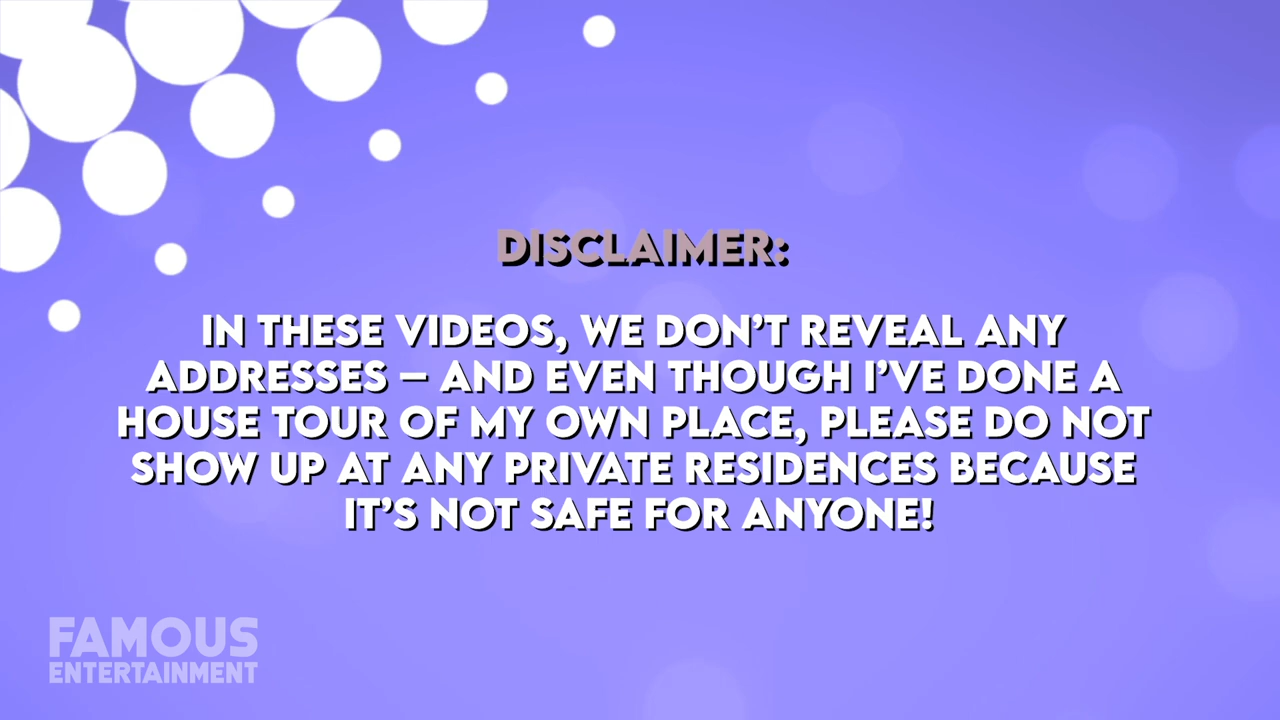 DISCLAIMER:
IN THESE VIDEOS, WE DON’T REVEAL ANY
ADDRESSES – AND EVEN THOUGH I’VE DONE A
HOUSE TOUR OF MY OWN PLACE, PLEASE DO NOT
SHOW UP AT ANY PRIVATE RESIDENCES BECAUSE
IT’S NOT SAFE FOR ANYONE!
FAMOUS
ENTERTAINMENT